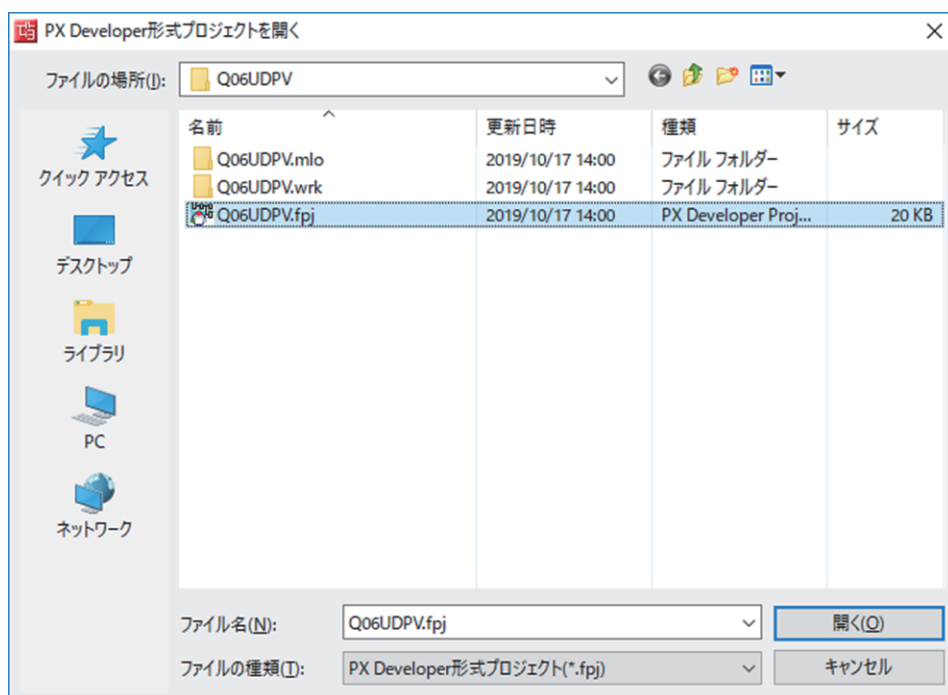 PX Developer形式プロジェクトを開く
ファイルの場所(I): Q06UDPV
名前 更新日時 種類 サイズ
Q06UDPV.mlo 2019/10/17 14:00 ファイル フォルダー
Q06UDPV.wrk 2019/10/17 14:00 ファイル フォルダー
Q06UDPV.fpj 2019/10/17 14:00 PX Developer Proj... 20 KB
クイック アクセス
デスクトップ
ライブラリ
PC
ネットワーク
ファイル名(N): Q06UDPV.fpj 開く(O)
ファイルの種類(T): PX Developer形式プロジェクト(*.fpj) キャンセル